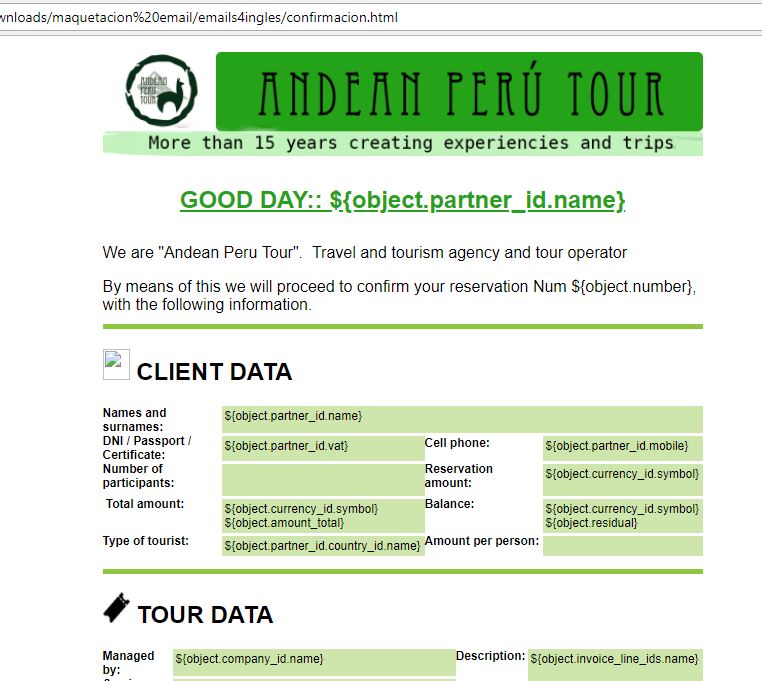 wnloads/maquetacion%20email/emails4ingles/confirmacion.html
ANDEAN
PERÚ
TOUR
ANDEAN PERÚ TOUR
More than 15 years creating experiencies and trips
GOOD DAY:: ${object.partner_id.name}
We are "Andean Peru Tour".  Travel and tourism agency and tour operator
By means of this we will proceed to confirm your reservation Num ${object.number},
with the following information.
CLIENT DATA
Names and
surnames:
${object.partner_id.name}
DNI / Passport /
Certificate:
${object.partner_id.vat}
Cell phone:
${object.partner_id.mobile}
Number of
participants:
Reservation
amount:
${object.currency_id.symbol}
Total amount:
${object.currency_id.symbol}
${object.amount_total}
Balance:
${object.currency_id.symbol}
${object.residual}
Type of tourist:
${object.partner_id.country_id.name}
Amount per person:
TOUR DATA
Managed
by:
${object.company_id.name}
Description:
${object.invoice_line_ids.name}